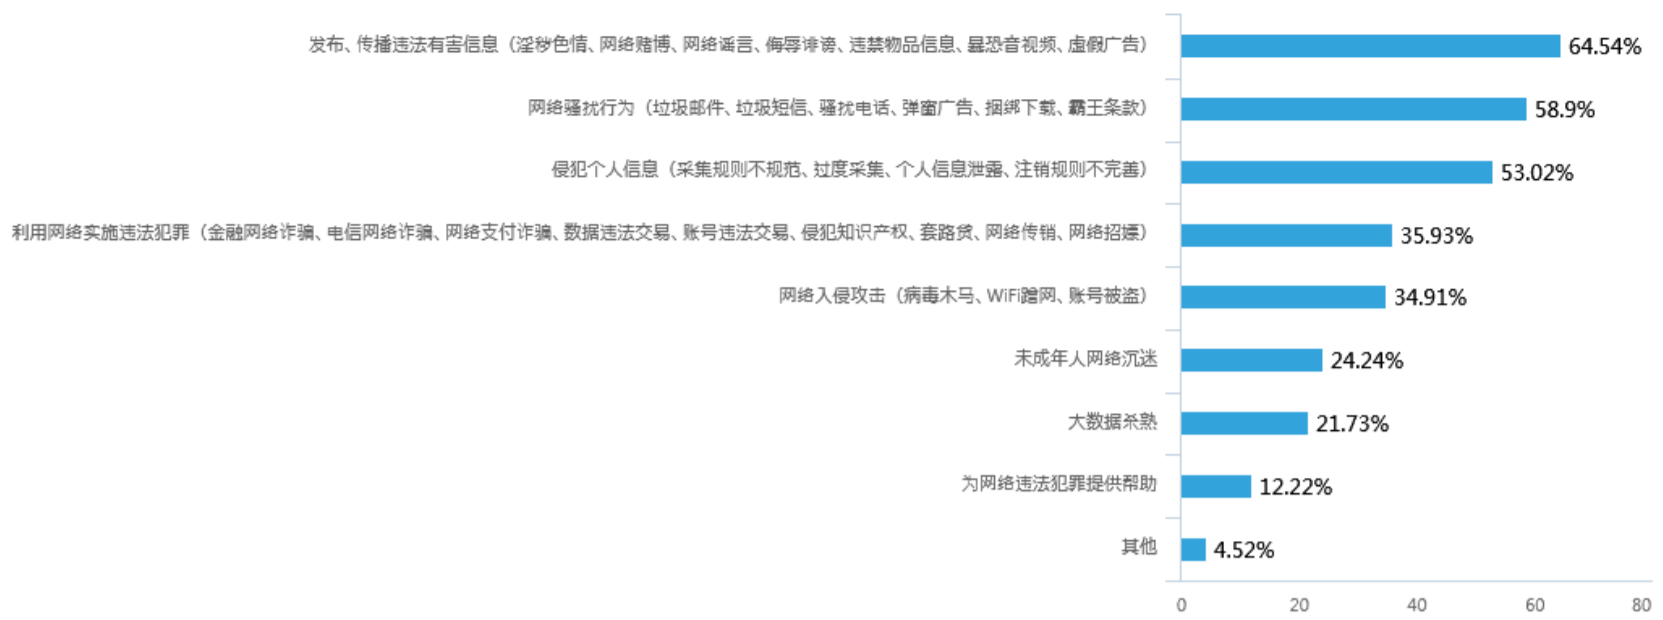 发布、传播违法有害信息（淫秽色情、网络赌博、网络谣言、侮辱诽谤、违禁物品信息、暴恐音视频、虚假广告） 64.54%
网络骚扰行为（垃圾邮件、垃圾短信、骚扰电话、弹窗广告、捆绑下载、霸王条款） 58.9%
侵犯个人信息（采集规则不规范、过度采集、个人信息泄露、注销规则不完善） 53.02%
利用网络实施违法犯罪（金融网络诈骗、电信网络诈骗、网络支付诈骗、数据违法交易、账号违法交易、侵犯知识产权、套路贷、网络传销、网络招嫖） 35.93%
网络入侵攻击（病毒木马、WiFi蹭网、账号被盗） 34.91%
未成年人网络沉迷 24.24%
大数据杀熟 21.73%
为网络违法犯罪提供帮助 12.22%
其他 4.52%
0 20 40 60 80